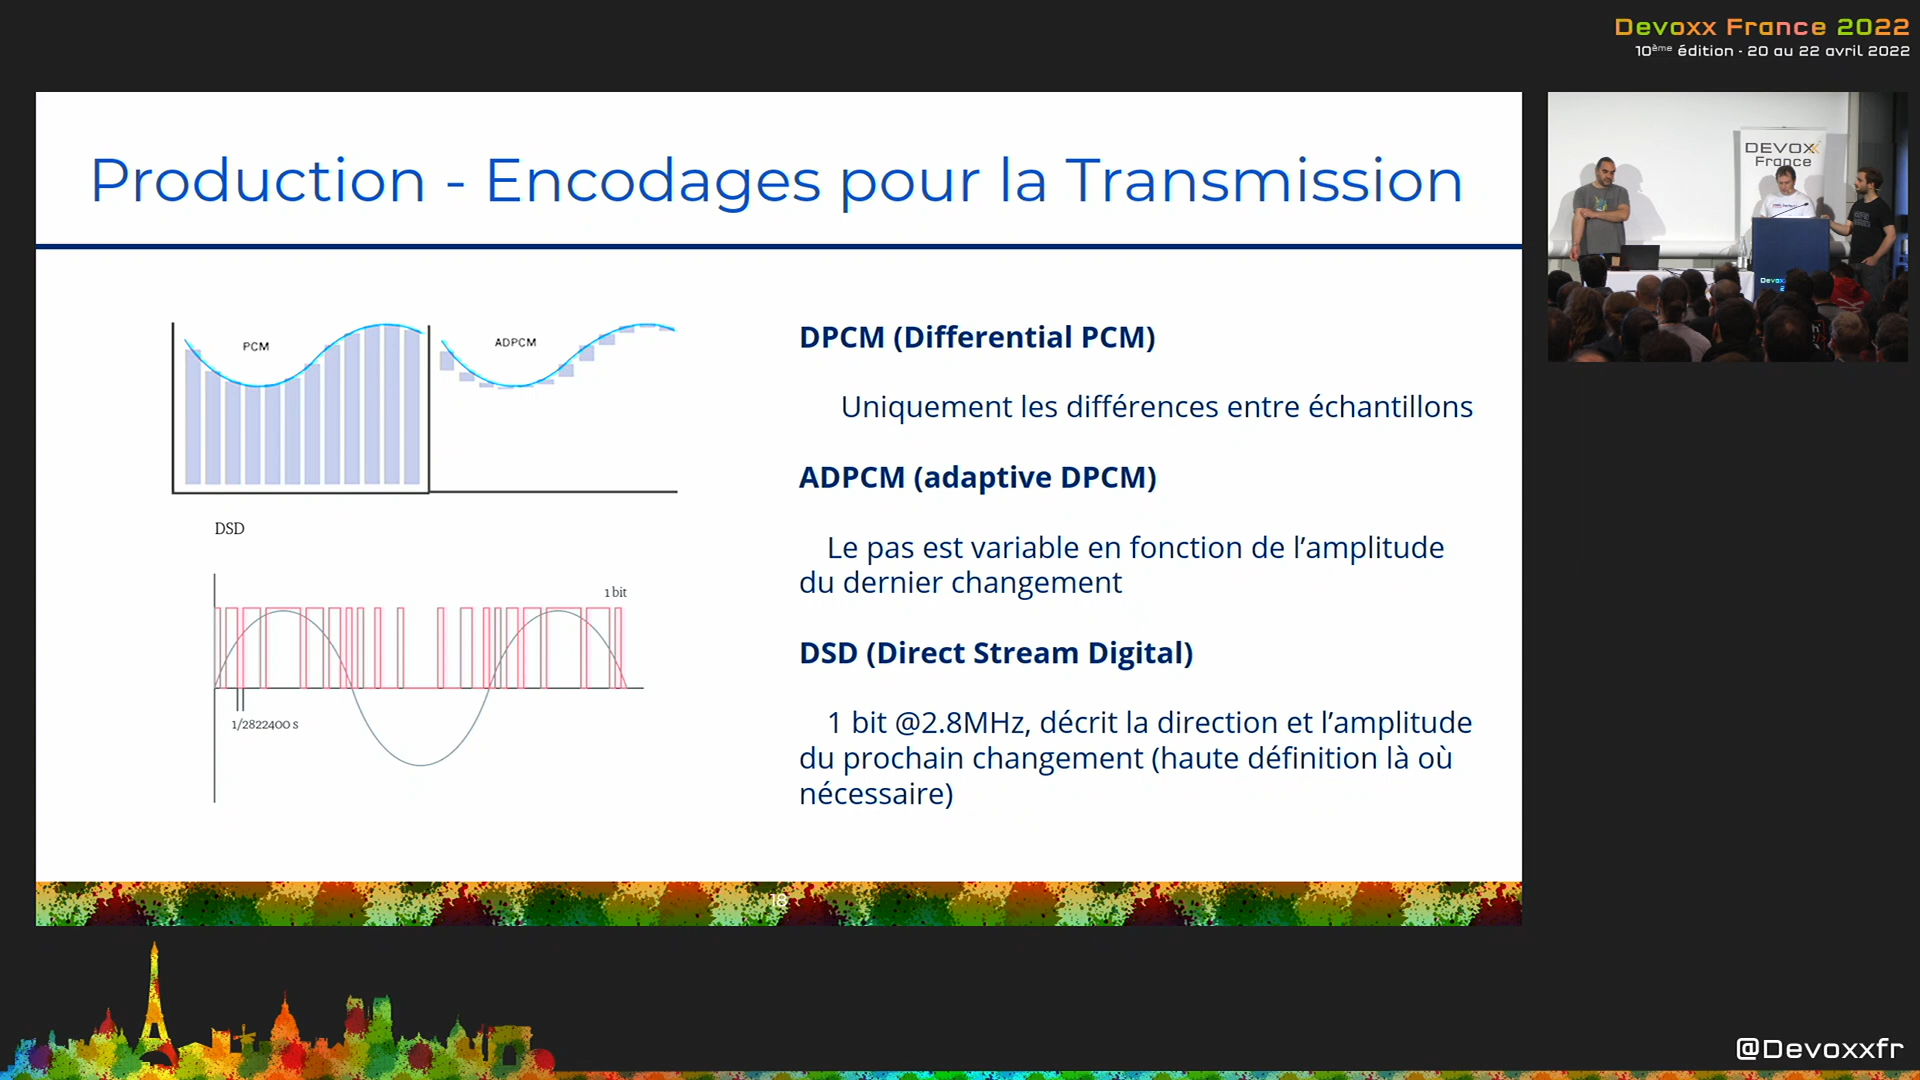 Devoxx France 2022
10ème édition - 20 au 22 avril 2022
Production - Encodages pour la Transmission
PCM
ADPCM
DSD
1 bit
1/2822400 s
DPCM (Differential PCM)
Uniquement les différences entre échantillons
ADPCM (adaptive DPCM)
Le pas est variable en fonction de l’amplitude
du dernier changement
DSD (Direct Stream Digital)
1 bit @2.8MHz, décrit la direction et l’amplitude
du prochain changement (haute définition là où
nécessaire)
18
DEVOXX
France
Devoxx
@Devoxxfr